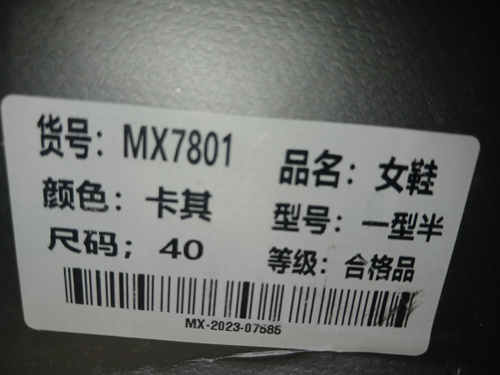 货号：MX7801
品名：女鞋
颜色：卡其
型号：一型半
尺码；40
等级：合格品
MX-2023-07585